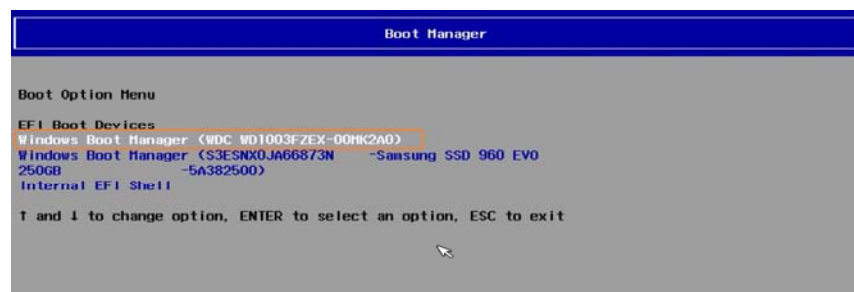 Boot Manager
Boot Option Menu
EFI Boot Devices
Windows Boot Manager (WDC WD1003FZEX-00MK2A0)
Windows Boot Manager (S3ESNX0JA66873N -Samsung SSD 960 EVO
250GB -5A382500)
Internal EFI Shell
↑ and ↓ to change option, ENTER to select an option, ESC to exit